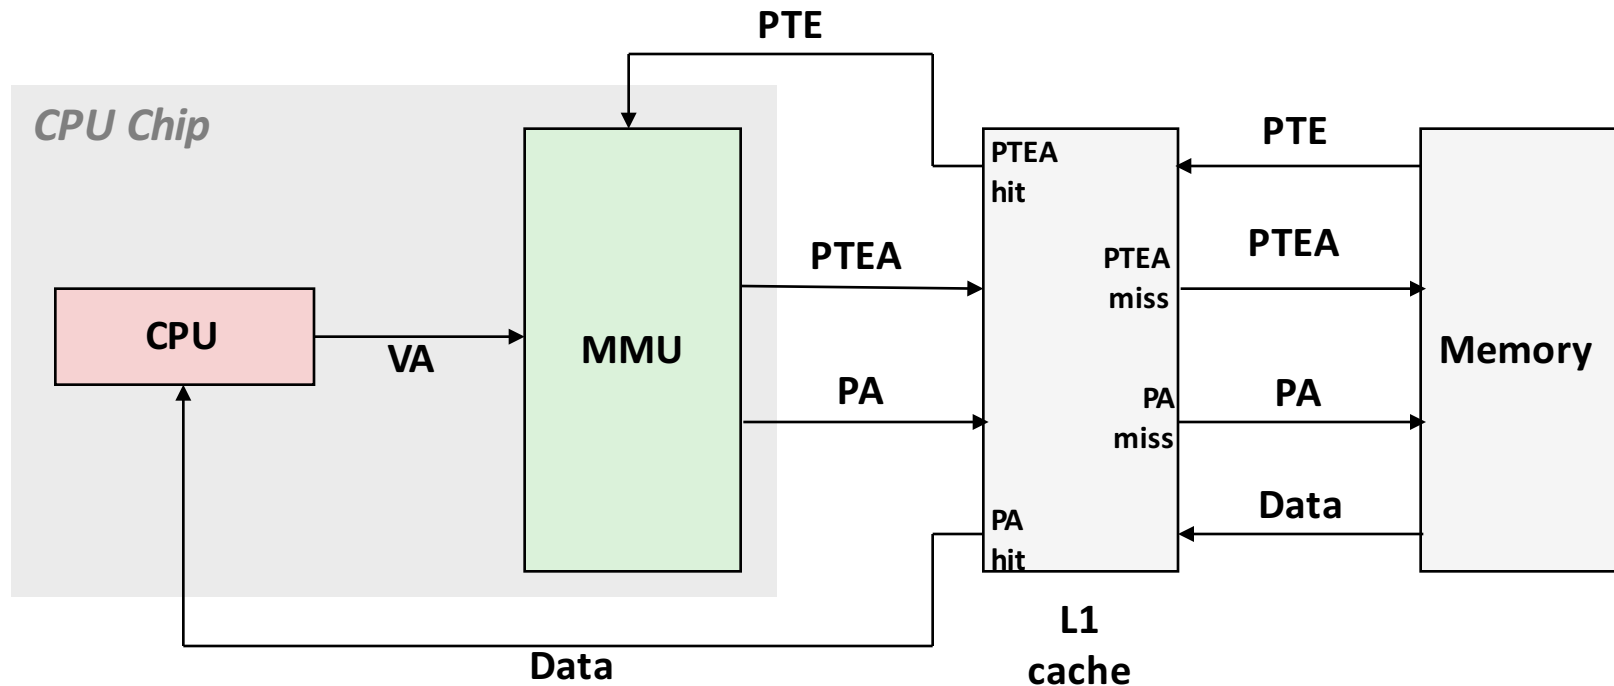 PTE
CPU Chip
PTEA
hit
PTE
PTEA
PTEA
PTEA
miss
CPU
VA
MMU
Memory
PA
PA
miss
PA
PA
hit
Data
L1
cache
Data